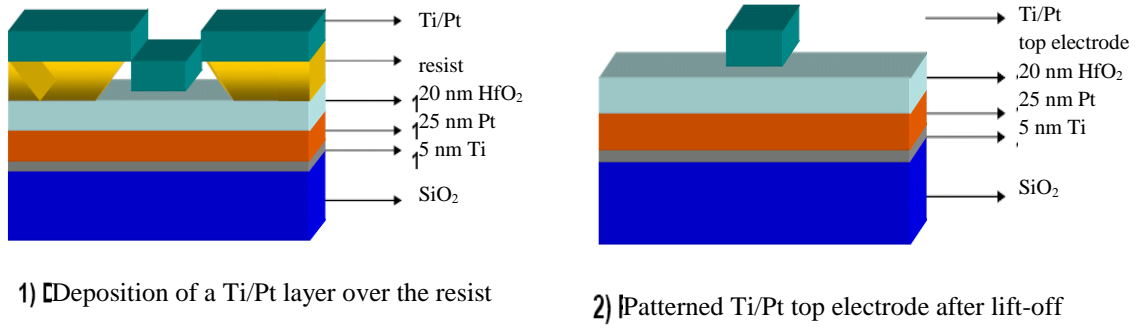 Ti/Pt
resist
20 nm HfO₂
25 nm Pt
5 nm Ti
SiO₂
1) Deposition of a Ti/Pt layer over the resist
Ti/Pt
top electrode
20 nm HfO₂
25 nm Pt
5 nm Ti
SiO₂
2) Patterned Ti/Pt top electrode after lift-off